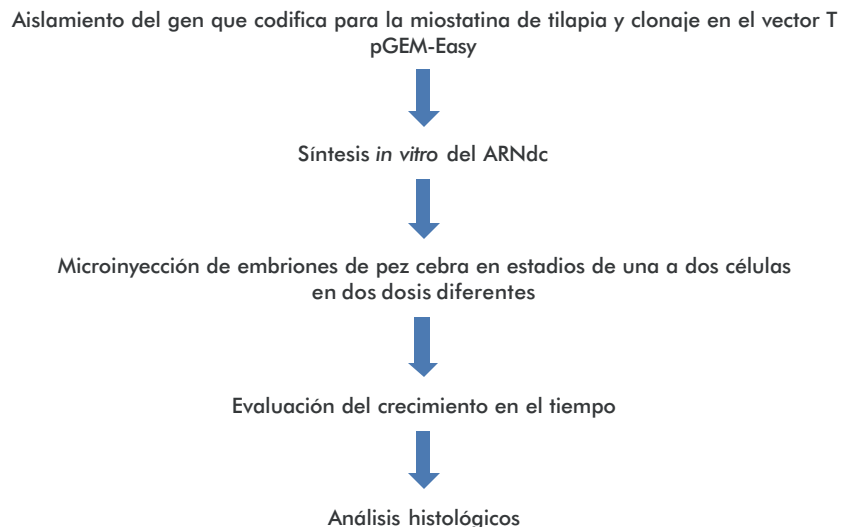 Aislamiento del gen que codifica para la miostatina de tilapia y clonaje en el vector T
pGEM-Easy
Síntesis in vitro del ARNdc
Microinyección de embriones de pez cebra en estadios de una a dos células
en dos dosis diferentes
Evaluación del crecimiento en el tiempo
Análisis histológicos